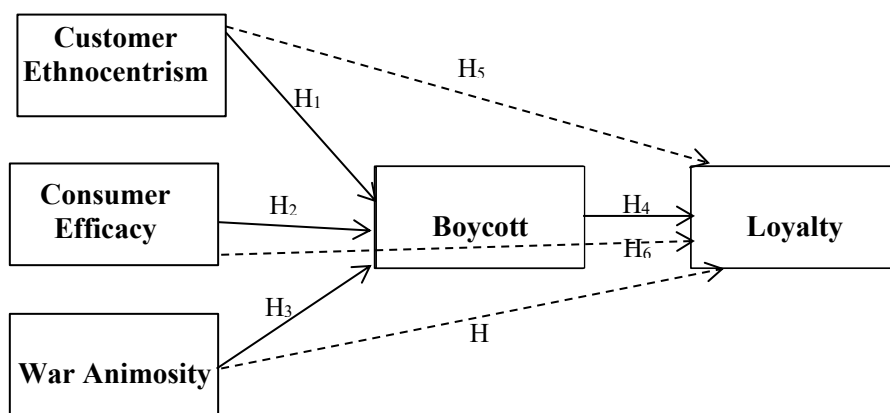 Customer
Ethnocentrism
H₅
H₁
Consumer
Efficacy
H₂
Boycott
H₄
Loyalty
H₆
H₃
H
War Animosity